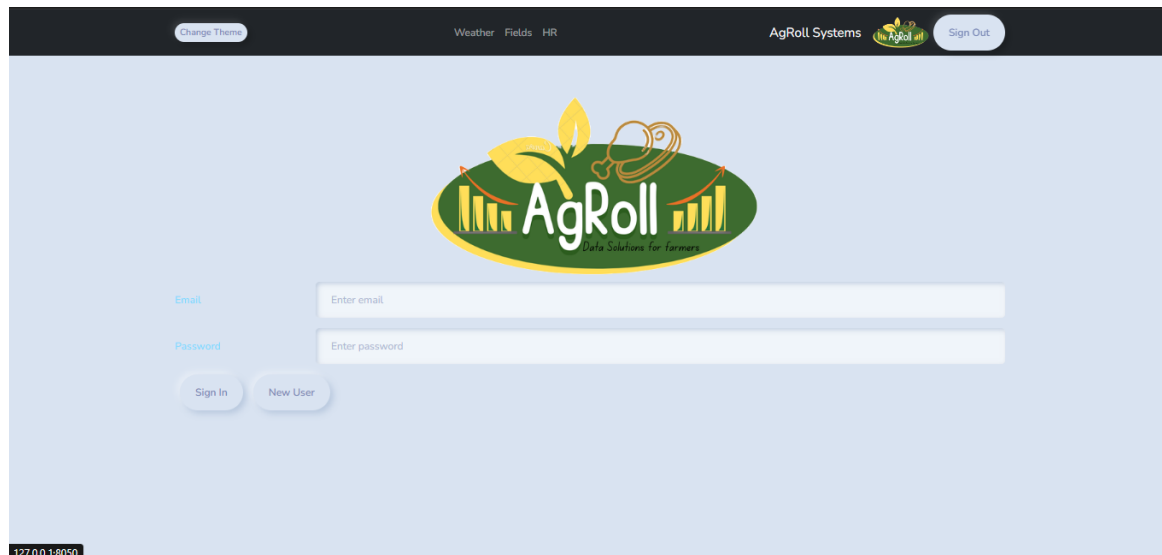 Change Theme
Weather Fields HR
AgRoll Systems
AgRoll
Sign Out
AgRoll
Data Solutions for farmers
Email
Enter email
Password
Enter password
Sign In
New User
127.0.0.1:8050